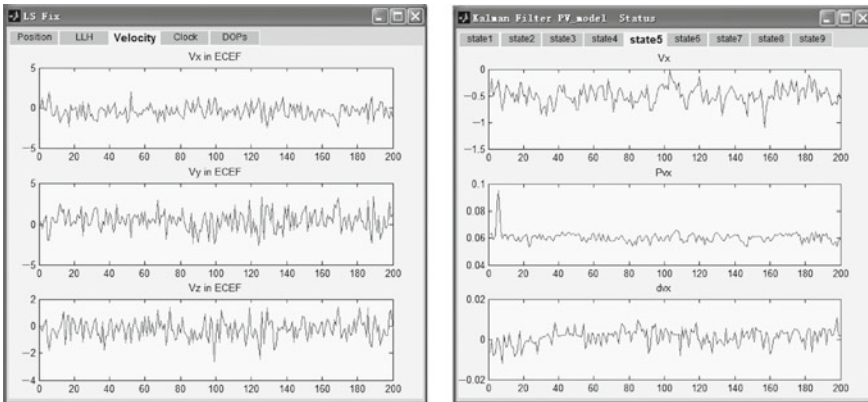 LS Fix
Position LLH Velocity Clock DOPs
Vx in ECEF
5
0
−5
0 20 40 60 80 100 120 140 160 180 200
Vy in ECEF
5
0
−5
0 20 40 60 80 100 120 140 160 180 200
Vz in ECEF
2
0
−2
−4
0 20 40 60 80 100 120 140 160 180 200
Kalman Filter PV_model Status
state1 state2 state3 state4 state5 state6 state7 state8 state9
Vx
0
−0.5
−1
−1.5
0 20 40 60 80 100 120 140 160 180 200
Pvx
0.1
0.08
0.06
0.04
0 20 40 60 80 100 120 140 160 180 200
dvx
0.02
0
−0.02
0 20 40 60 80 100 120 140 160 180 200